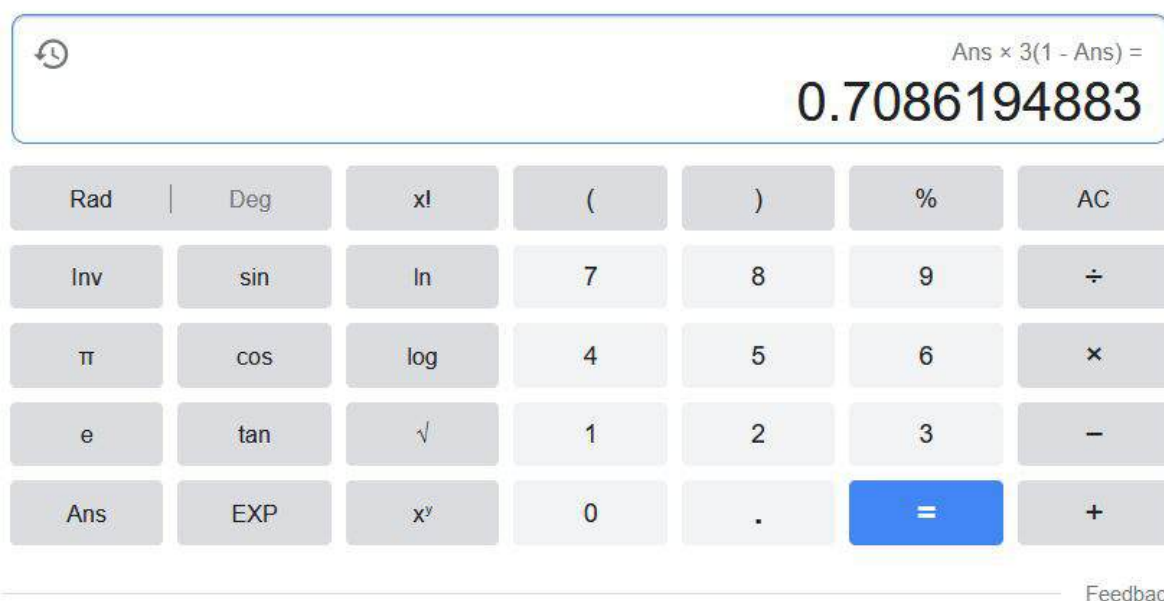 Ans × 3(1 - Ans) =
0.7086194883
Rad | Deg x! ( ) % AC
Inv sin ln 7 8 9 ÷
π cos log 4 5 6 ×
e tan √ 1 2 3 −
Ans EXP xʸ 0 . = +
Feedbac